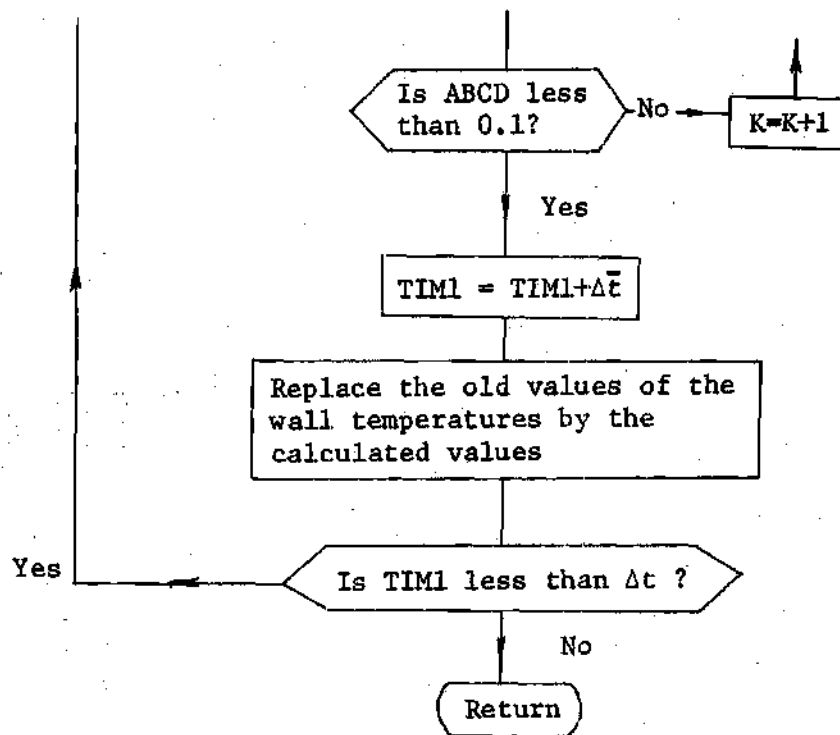 Is ABCD less
than 0.1?
No
K=K+1
Yes
TIM1 = TIM1+Δt̄
Replace the old values of the
wall temperatures by the
calculated values
Yes
Is TIM1 less than Δt ?
No
Return